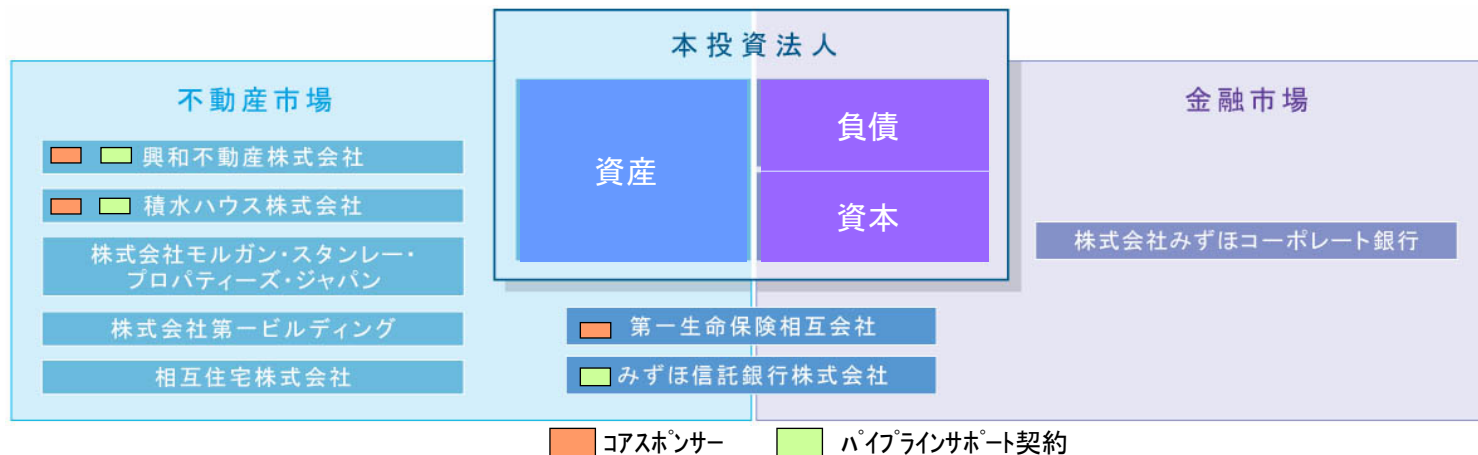 本投資法人
不動産市場
金融市場
資産
負債
資本
興和不動産株式会社
積水ハウス株式会社
株式会社モルガン・スタンレー・
プロパティーズ・ジャパン
株式会社第一ビルディング
相互住宅株式会社
第一生命保険相互会社
みずほ信託銀行株式会社
株式会社みずほコーポレート銀行
コアスポンサー
パイプラインサポート契約